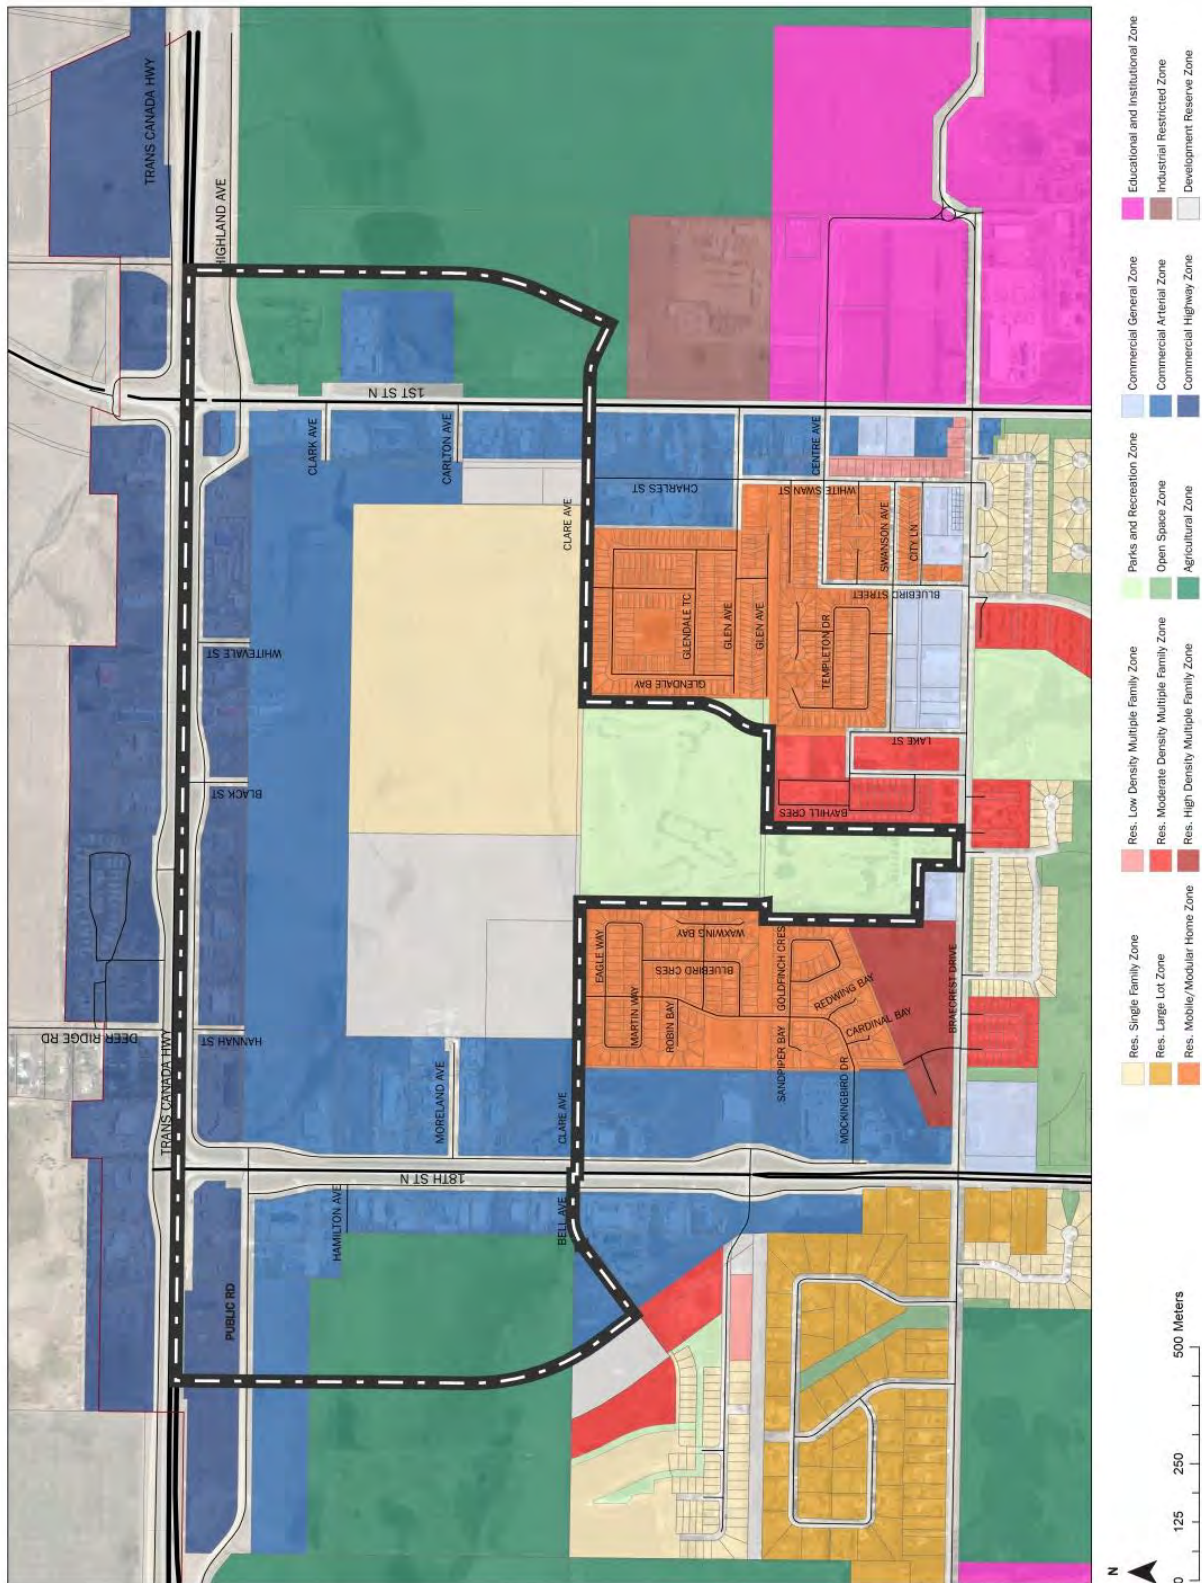 TRANS CANADA HWY
HIGHLAND AVE
1ST ST N
CLARK AVE
CARLTON AVE
CLARE AVE
CHARLES ST
CENTRE AVE
WHITE SWAN ST
SWANSON AVE
CITY LN
BLUEBIRD STREET
GLENDALE TC
GLEN AVE
GLEN AVE
GLENDALE BAY
TEMPLETON DR
LAKE ST
BAYHILL CRES
WHITEVALE ST
BLACK ST
DEER RIDGE RD
TRANS CANADA HWY
HANNAH ST
MORELAND AVE
CLARE AVE
EAGLE WAY
WAXWING BAY
BLUEBIRD CRES
MARTIN WAY
ROBIN BAY
GOLDFINCH CRES
REDWING BAY
CARDINAL BAY
SANDPIPER BAY
MOCKINGBIRD DR
BRAECREST DRIVE
18TH ST N
HAMILTON AVE
BELL AVE
PUBLIC RD
N
0 125 250 500 Meters
Res. Single Family Zone
Res. Large Lot Zone
Res. Mobile/Modular Home Zone
Res. Low Density Multiple Family Zone
Res. Moderate Density Multiple Family Zone
Res. High Density Multiple Family Zone
Parks and Recreation Zone
Open Space Zone
Agricultural Zone
Commercial General Zone
Commercial Arterial Zone
Commercial Highway Zone
Educational and Institutional Zone
Industrial Restricted Zone
Development Reserve Zone